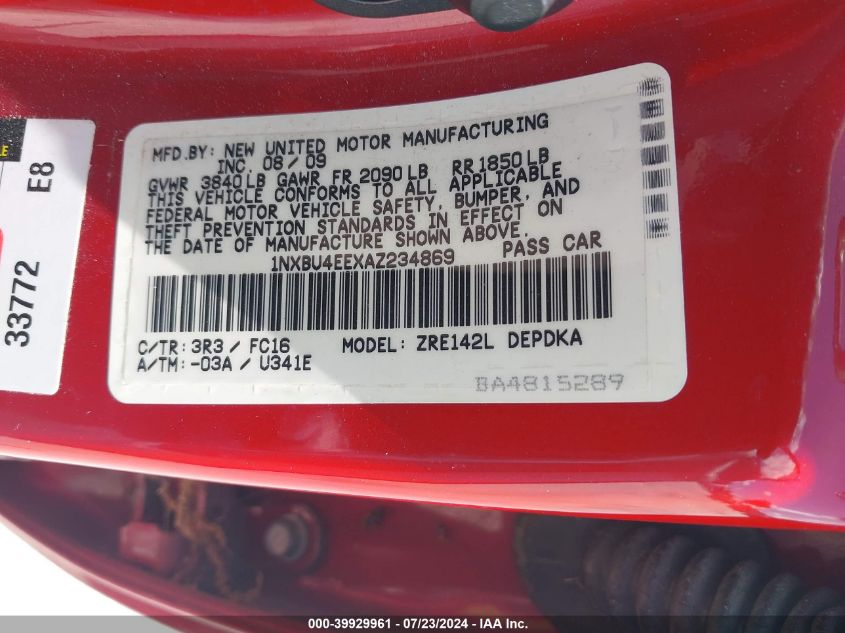 MFD.BY: NEW UNITED MOTOR MANUFACTURING
INC. 08/09
GVWR 3840LB GAWR FR 2090LB RR 1850LB
THIS VEHICLE CONFORMS TO ALL APPLICABLE
FEDERAL MOTOR VEHICLE SAFETY, BUMPER, AND
THEFT PREVENTION STANDARDS IN EFFECT ON
THE DATE OF MANUFACTURE SHOWN ABOVE.
1NXBU4EEXAZ234869 PASS CAR
C/TR: 3R3 / FC16 MODEL: ZRE142L DEPDKA
A/TM: -03A / U341E
BA4815289
E8
33772
000-39929961 - 07/23/2024 - IAA Inc.